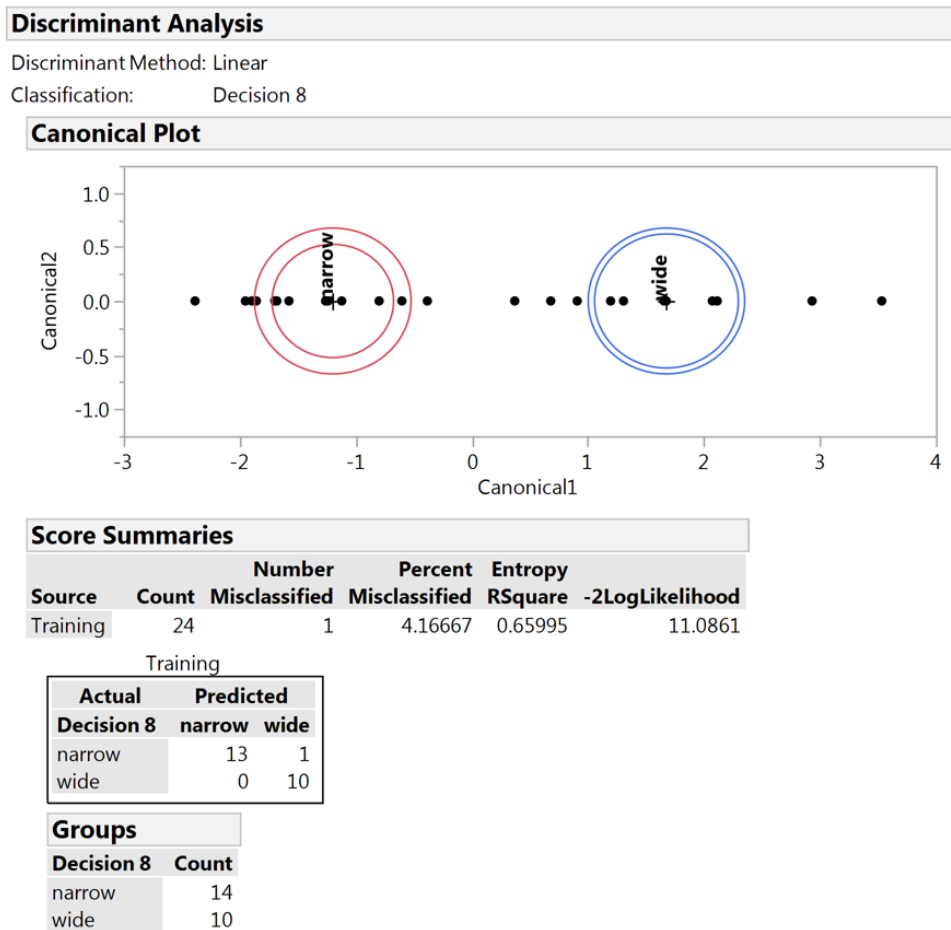 Discriminant Analysis
Discriminant Method: Linear
Classification: Decision 8
Canonical Plot
1.0
0.5
0.0
-0.5
-1.0
Canonical2
narrow
wide
-3 -2 -1 0 1 2 3 4
Canonical1
Score Summaries
Number Percent Entropy
Source Count Misclassified Misclassified RSquare -2LogLikelihood
Training 24 1 4.16667 0.65995 11.0861
Training
Actual Predicted
Decision 8 narrow wide
narrow 13 1
wide 0 10
Groups
Decision 8 Count
narrow 14
wide 10